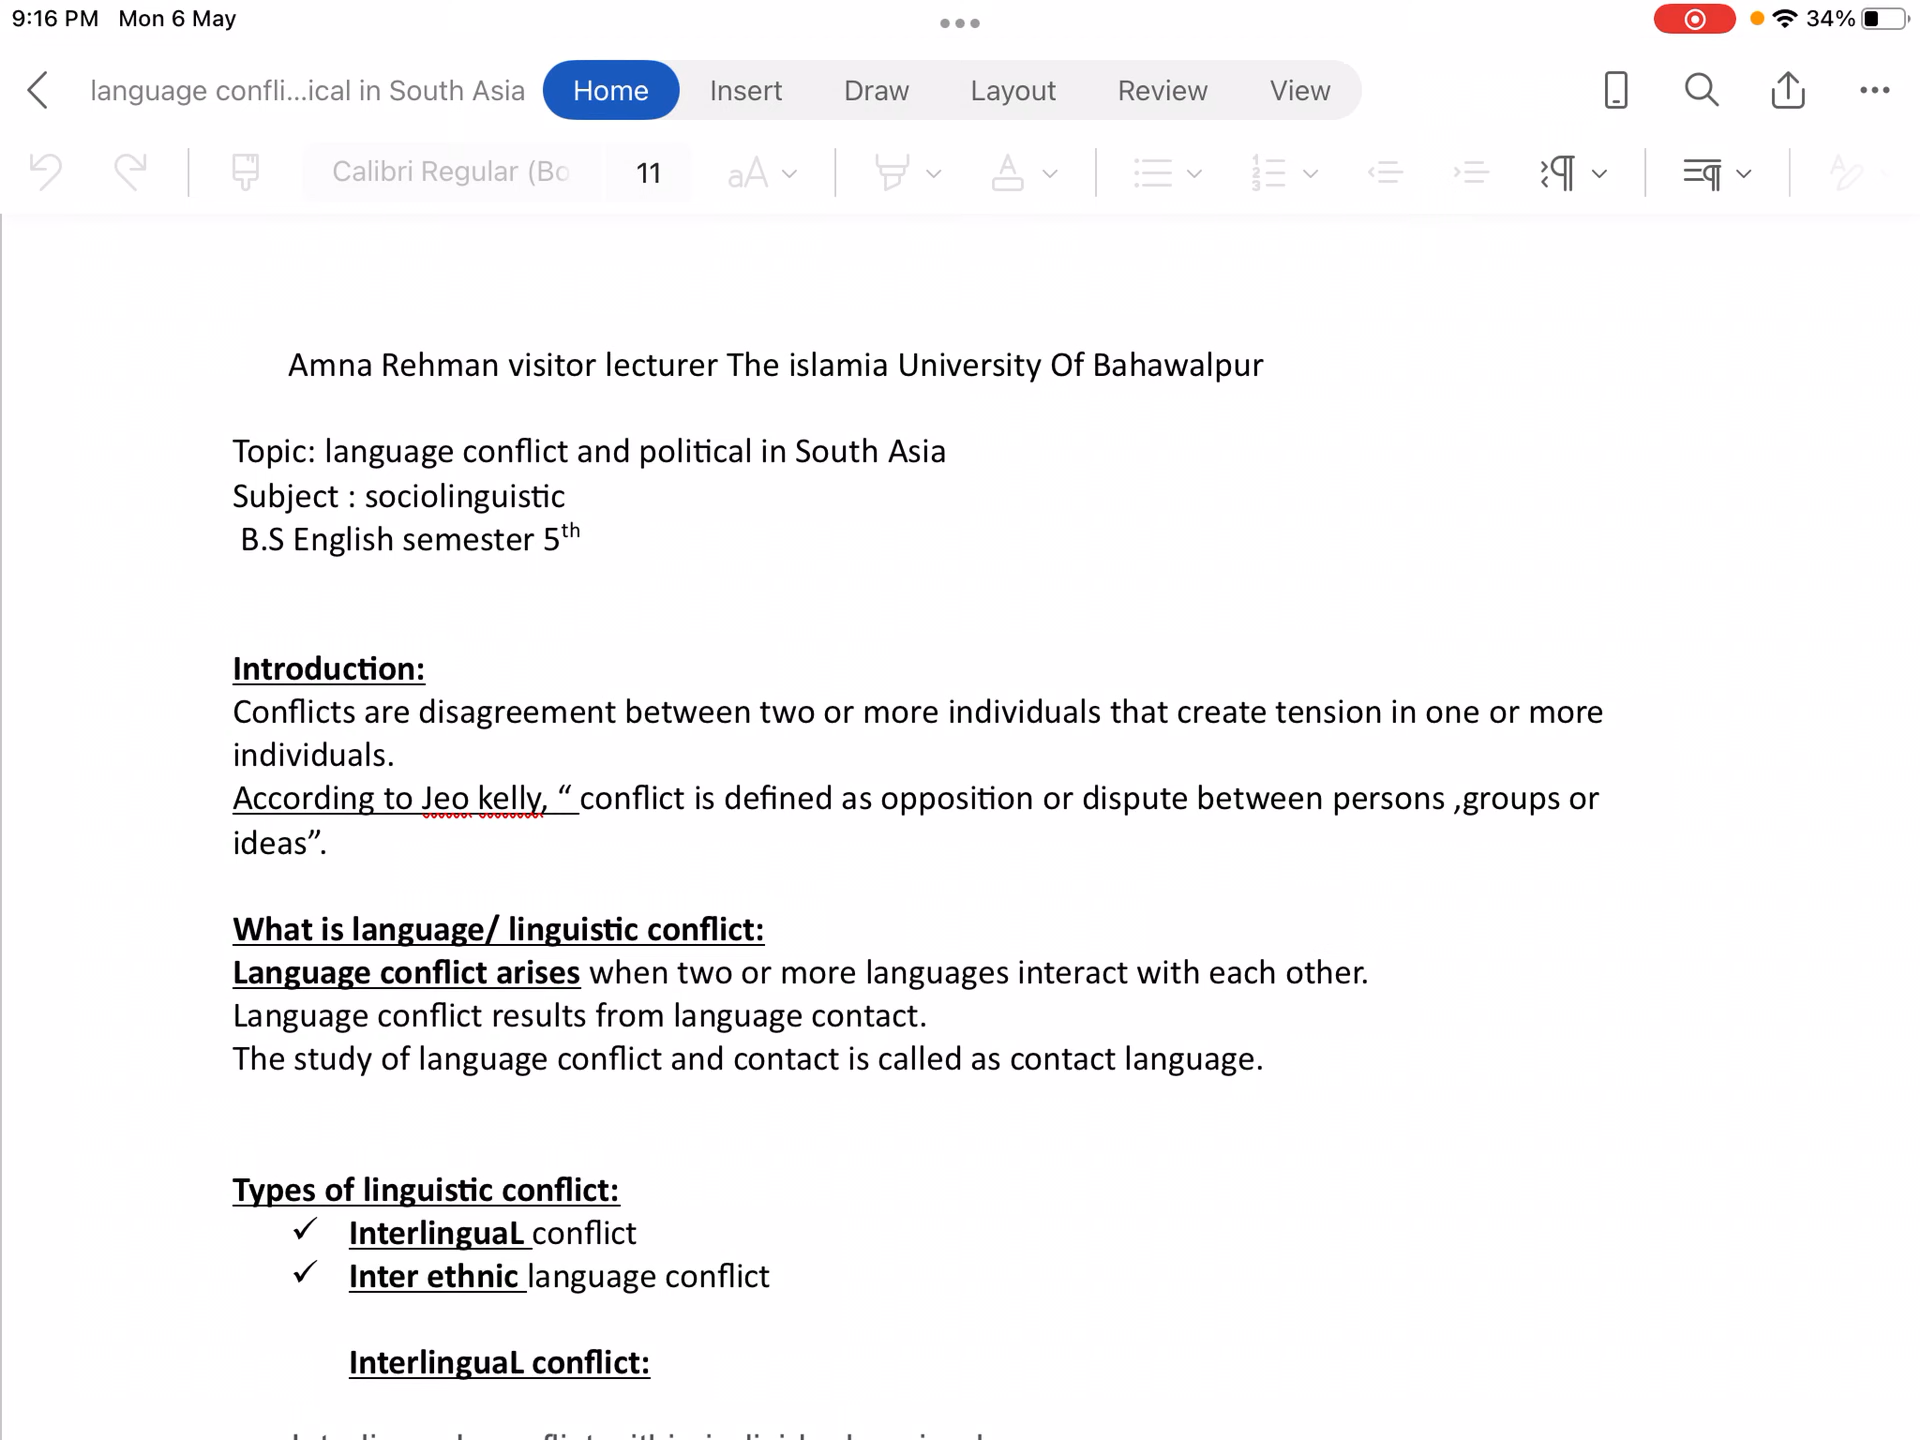 9:16 PM Mon 6 May
34%
language confli...ical in South Asia Home Insert Draw Layout Review View
Calibri Regular (Bo 11 aA A
Amna Rehman visitor lecturer The islamia University Of Bahawalpur
Topic: language conflict and political in South Asia
Subject : sociolinguistic
B.S English semester 5th
Introduction:
Conflicts are disagreement between two or more individuals that create tension in one or more
individuals.
According to Jeo kelly, “ conflict is defined as opposition or dispute between persons ,groups or
ideas”.
What is language/ linguistic conflict:
Language conflict arises when two or more languages interact with each other.
Language conflict results from language contact.
The study of language conflict and contact is called as contact language.
Types of linguistic conflict:
✓ InterlinguaL conflict
✓ Inter ethnic language conflict
InterlinguaL conflict: